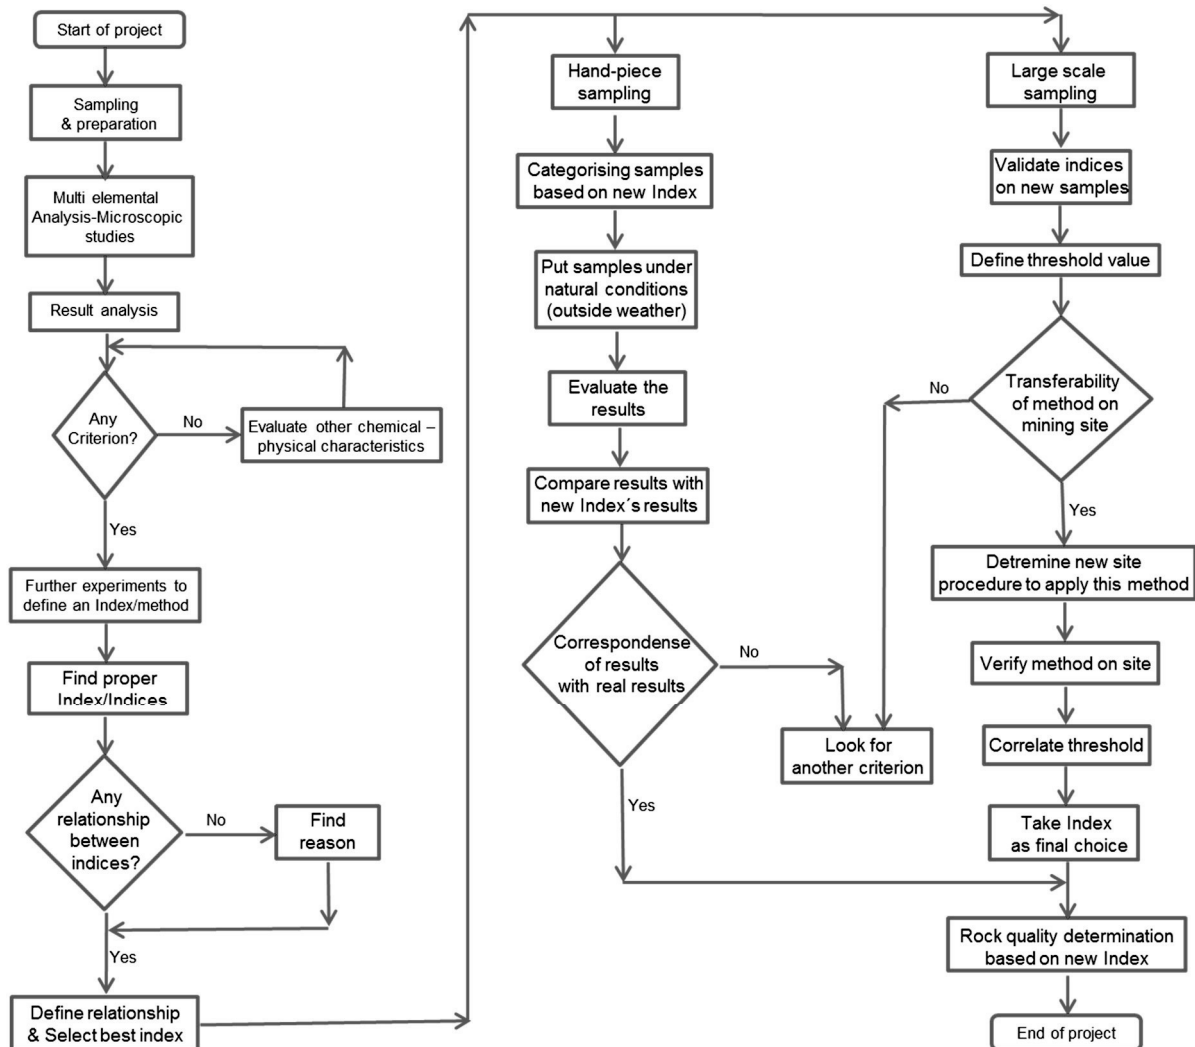 Start of project
Sampling
& preparation
Multi elemental
Analysis-Microscopic
studies
Result analysis
Any
Criterion?
No
Evaluate other chemical –
physical characteristics
Yes
Further experiments to
define an Index/method
Find proper
Index/Indices
Any
relationship
between
indices?
No
Find
reason
Yes
Define relationship
& Select best index
Hand-piece
sampling
Categorising samples
based on new Index
Put samples under
natural conditions
(outside weather)
Evaluate the
results
Compare results with
new Index´s results
Correspondense
of results
with real results
No
Yes
Look for
another criterion
Large scale
sampling
Validate indices
on new samples
Define threshold value
Transferability
of method on
mining site
No
Yes
Detremine new site
procedure to apply this method
Verify method on site
Correlate threshold
Take Index
as final choice
Rock quality determination
based on new Index
End of project